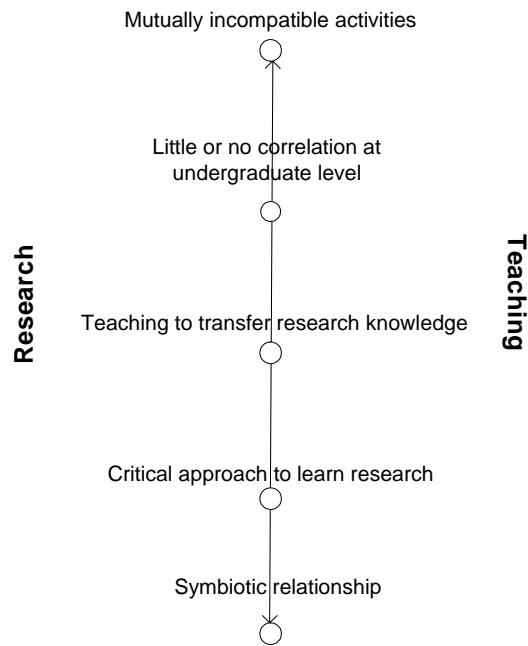 Mutually incompatible activities
Little or no correlation at
undergraduate level
Research
Teaching
Teaching to transfer research knowledge
Critical approach to learn research
Symbiotic relationship